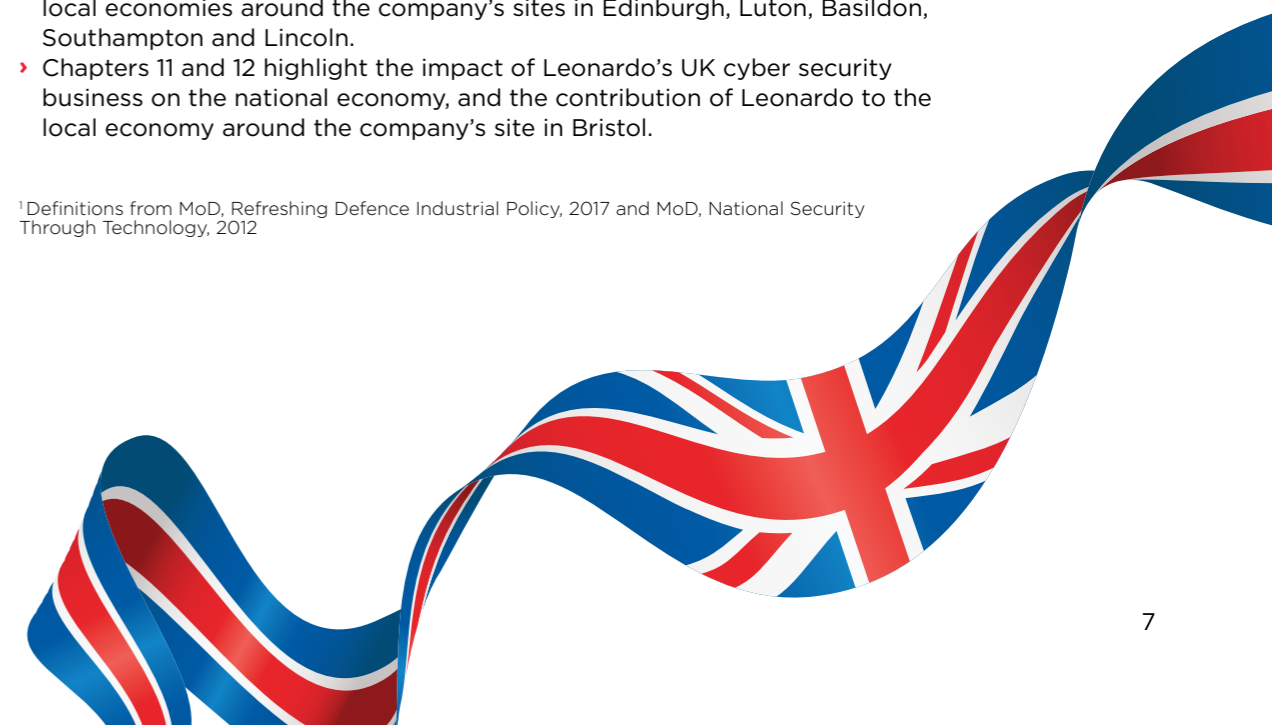 local economies around the company’s sites in Edinburgh, Luton, Basildon,
Southampton and Lincoln.
› Chapters 11 and 12 highlight the impact of Leonardo’s UK cyber security
business on the national economy, and the contribution of Leonardo to the
local economy around the company’s site in Bristol.
¹ Definitions from MoD, Refreshing Defence Industrial Policy, 2017 and MoD, National Security
Through Technology, 2012
7